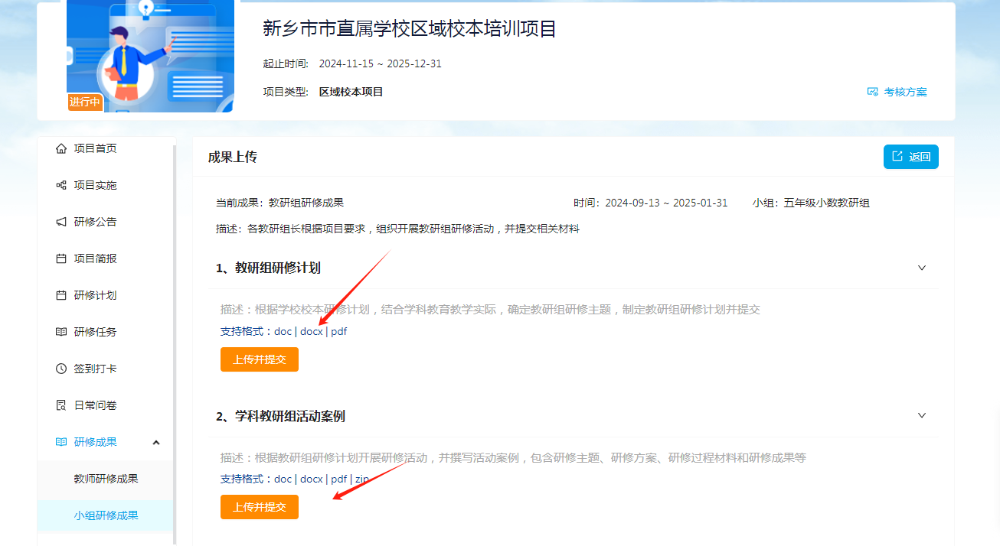 新乡市市直属学校区域校本培训项目
起止时间: 2024-11-15 ~ 2025-12-31
进行中
项目类型: 区域校本项目
考核方案
项目首页
项目实施
研修公告
项目简报
研修计划
研修任务
签到打卡
日常问卷
研修成果
教师研修成果
小组研修成果
成果上传
返回
当前成果：教研组研修成果 时间：2024-09-13 ~ 2025-01-31 小组：五年级小数教研组
描述：各教研组长根据项目要求，组织开展教研组研修活动，并提交相关材料
1、教研组研修计划
描述：根据学校校本研修计划，结合学科教育教学实际，确定教研组研修主题，制定教研组研修计划并提交
支持格式：doc | docx | pdf
上传并提交
2、学科教研组活动案例
描述：根据教研组研修计划开展研修活动，并撰写活动案例，包含研修主题、研修方案、研修过程材料和研修成果等
支持格式：doc | docx | pdf | zip
上传并提交